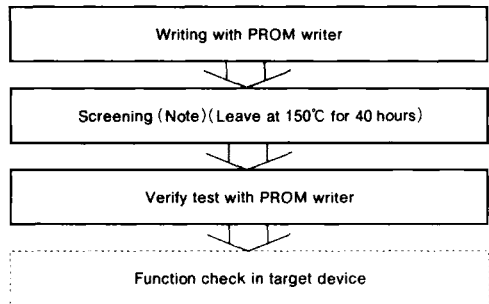 Writing with PROM writer
Screening (Note) (Leave at 150℃ for 40 hours)
Verify test with PROM writer
Function check in target device